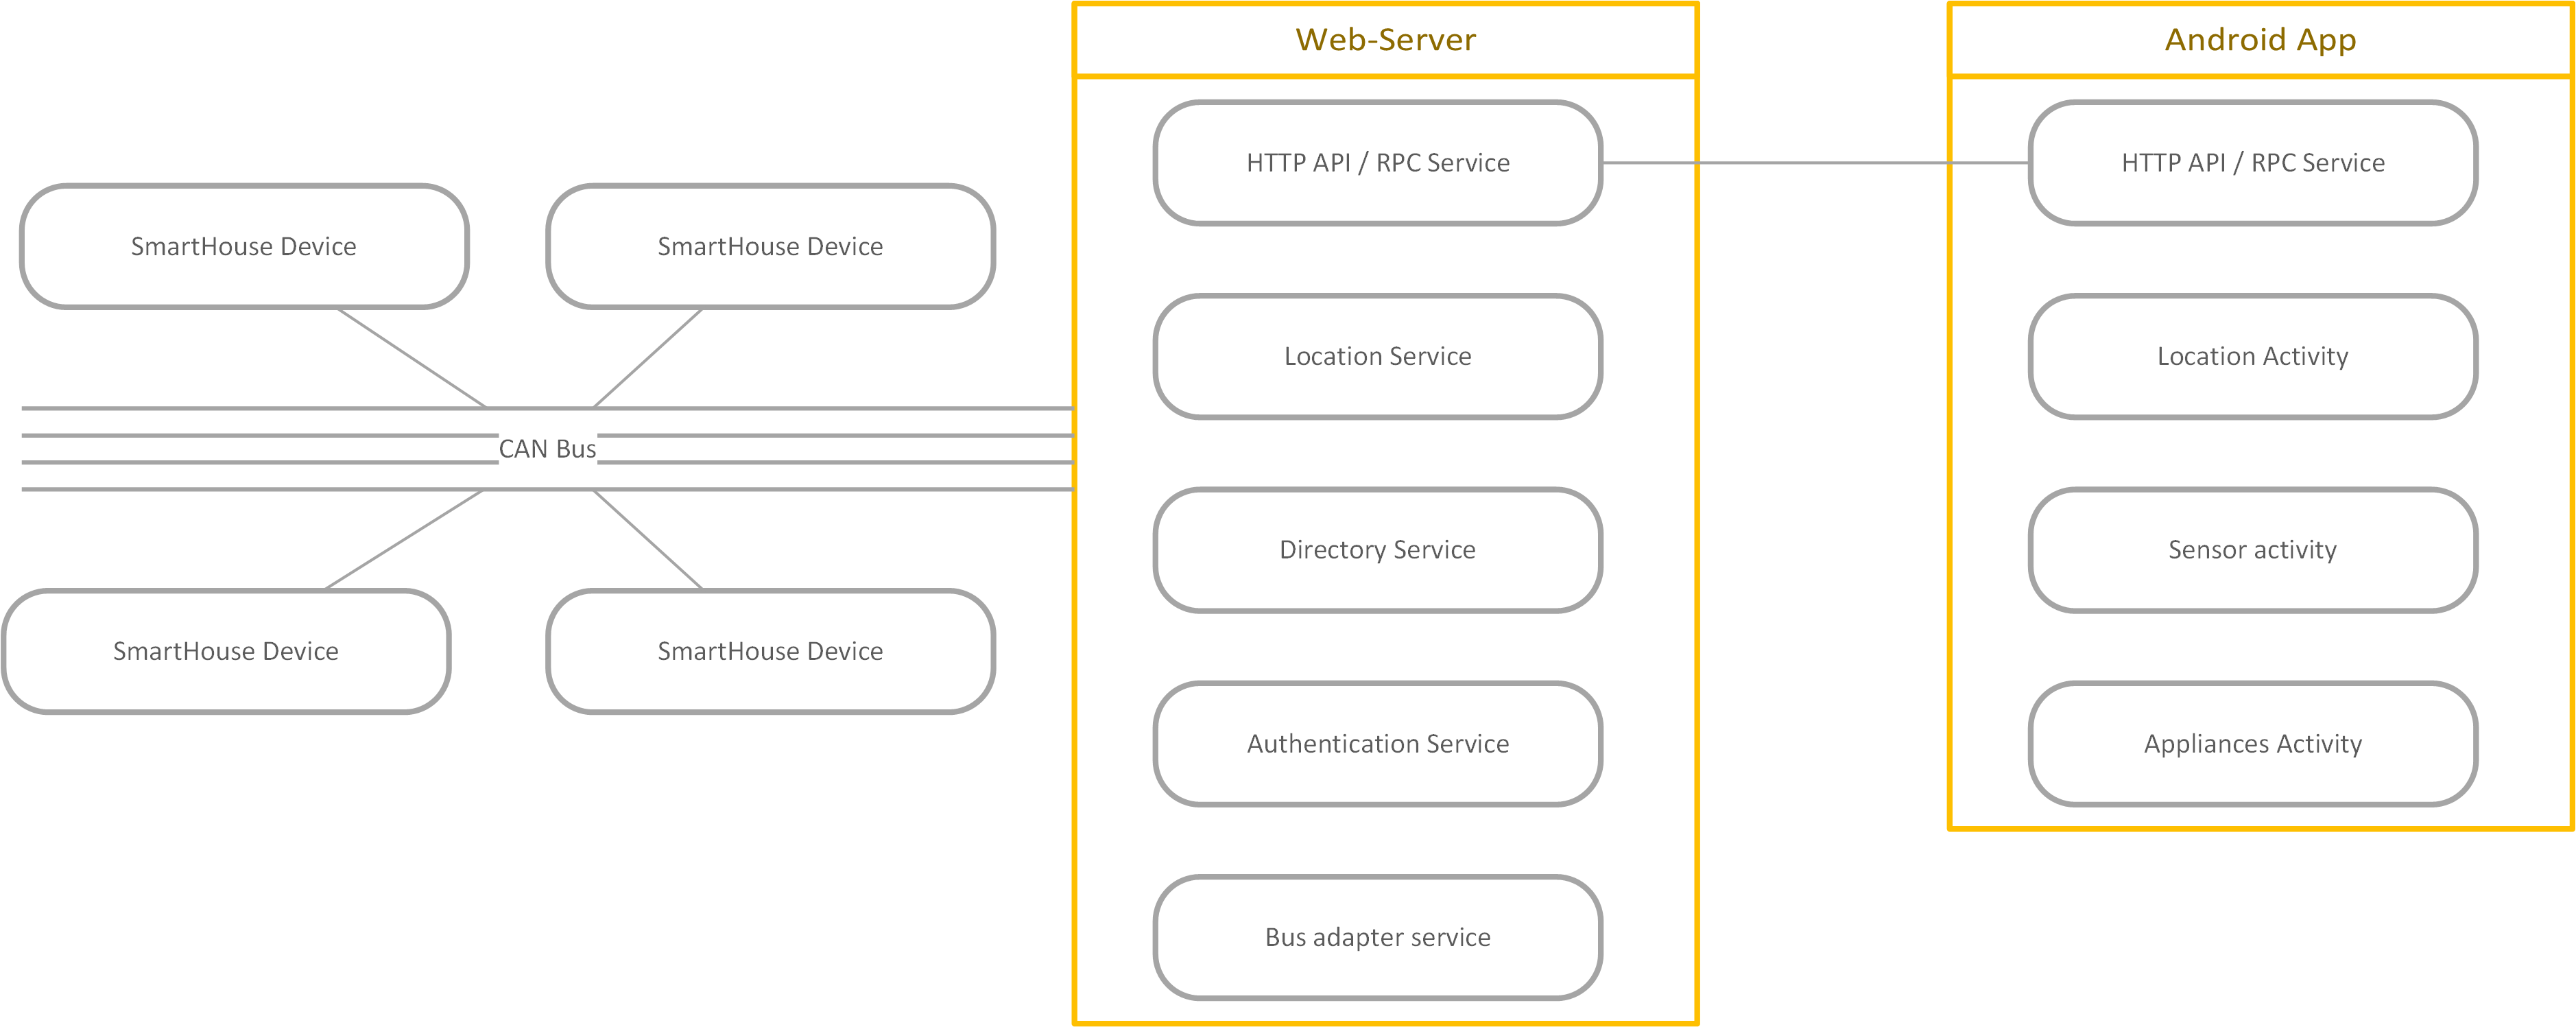 Web-Server
Android App
HTTP API / RPC Service
HTTP API / RPC Service
SmartHouse Device
SmartHouse Device
Location Service
Location Activity
CAN Bus
Directory Service
Sensor activity
SmartHouse Device
SmartHouse Device
Authentication Service
Appliances Activity
Bus adapter service